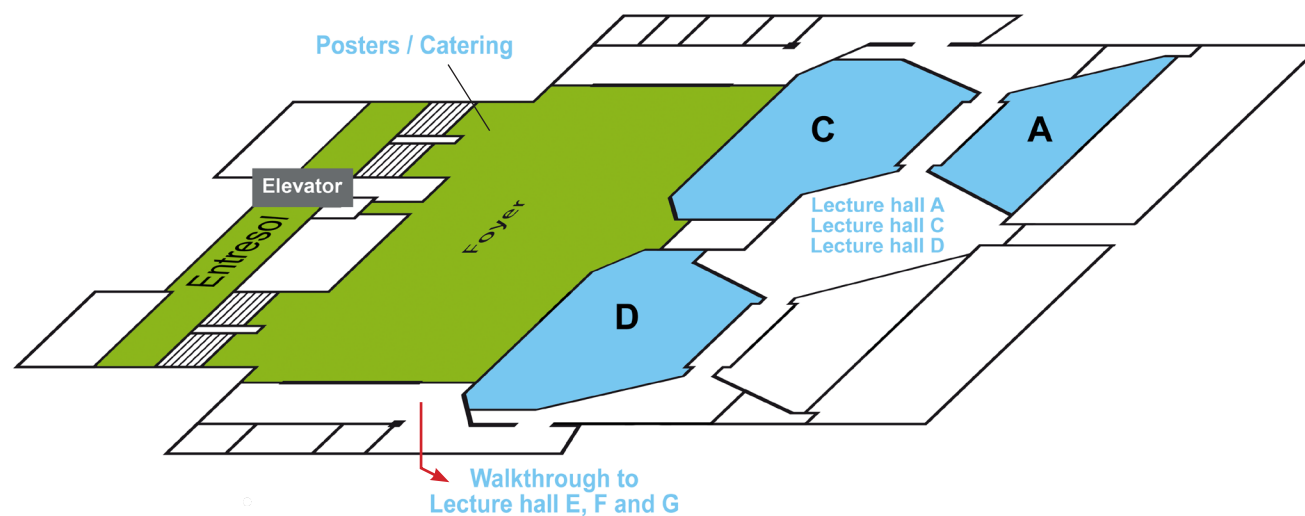 Posters / Catering
C
A
Elevator
Lecture hall A
Lecture hall C
Lecture hall D
Foyer
Entresol
D
Walkthrough to
Lecture hall E, F and G